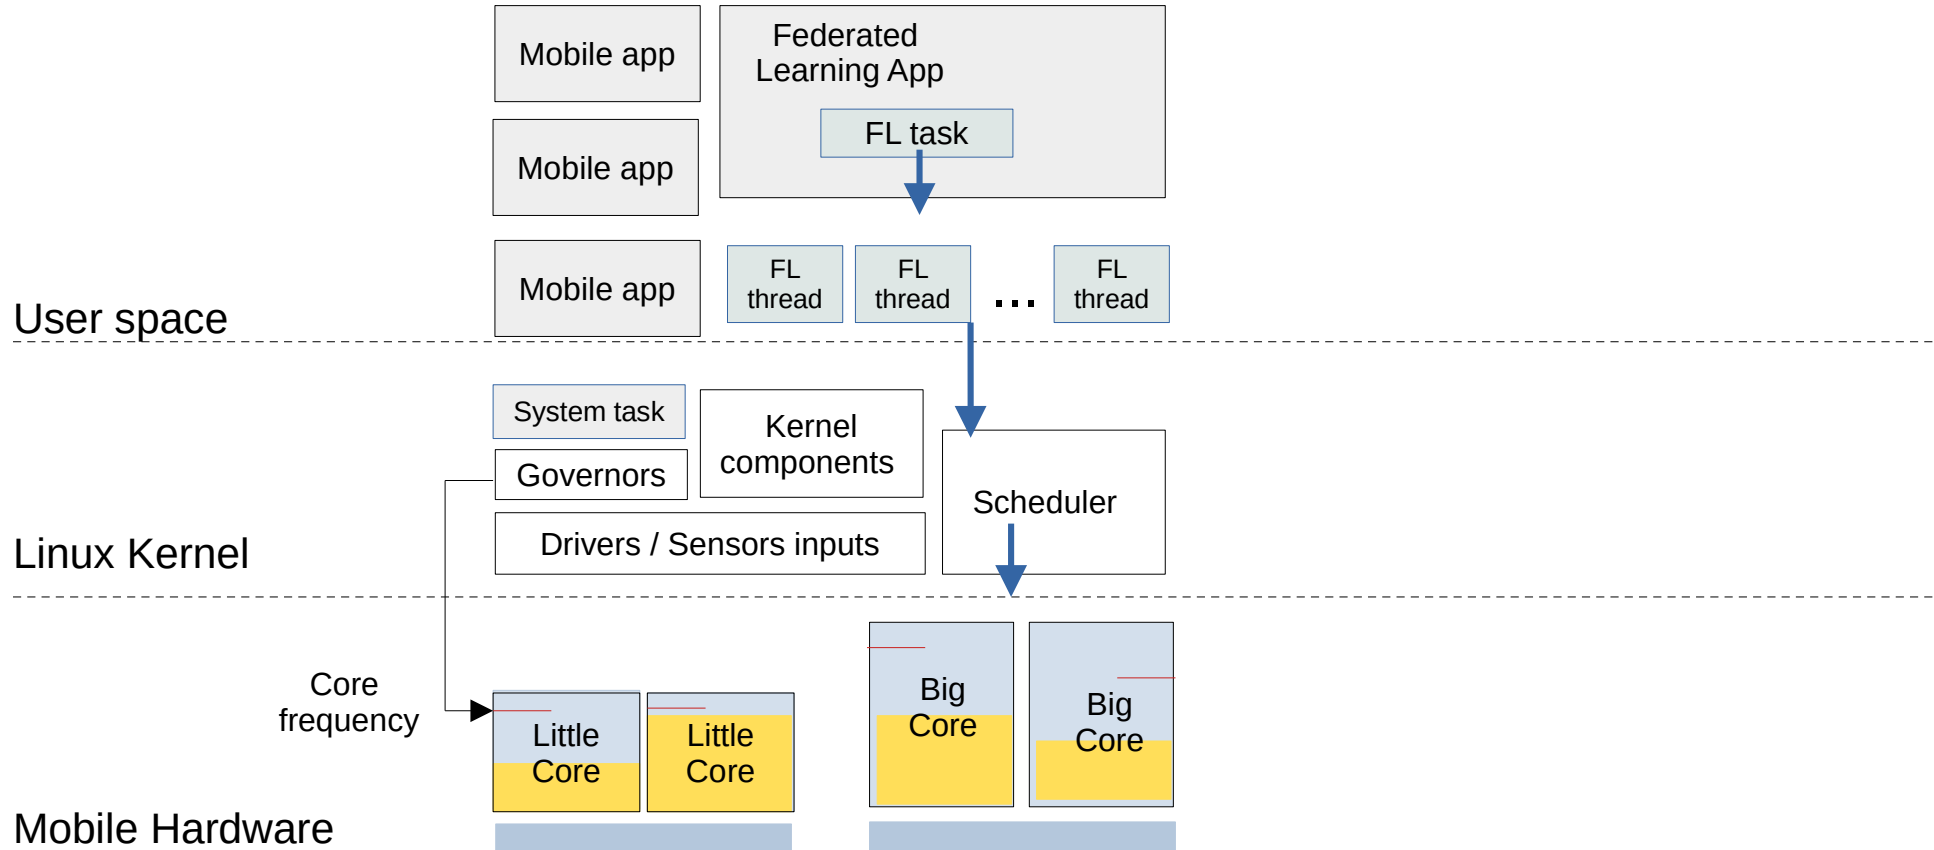 Mobile app
Federated
Learning App
FL task
Mobile app
Mobile app
FL
thread
FL
thread
...
FL
thread
User space
System task
Kernel
components
Governors
Scheduler
Drivers / Sensors inputs
Linux Kernel
Core
frequency
Little
Core
Little
Core
Big
Core
Big
Core
Mobile Hardware